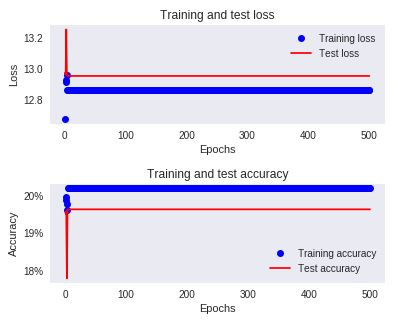 Training and test loss
13.2
13.0
12.8
Loss
Training loss
Test loss
0 100 200 300 400 500
Epochs
Training and test accuracy
20%
19%
18%
Accuracy
Training accuracy
Test accuracy
0 100 200 300 400 500
Epochs